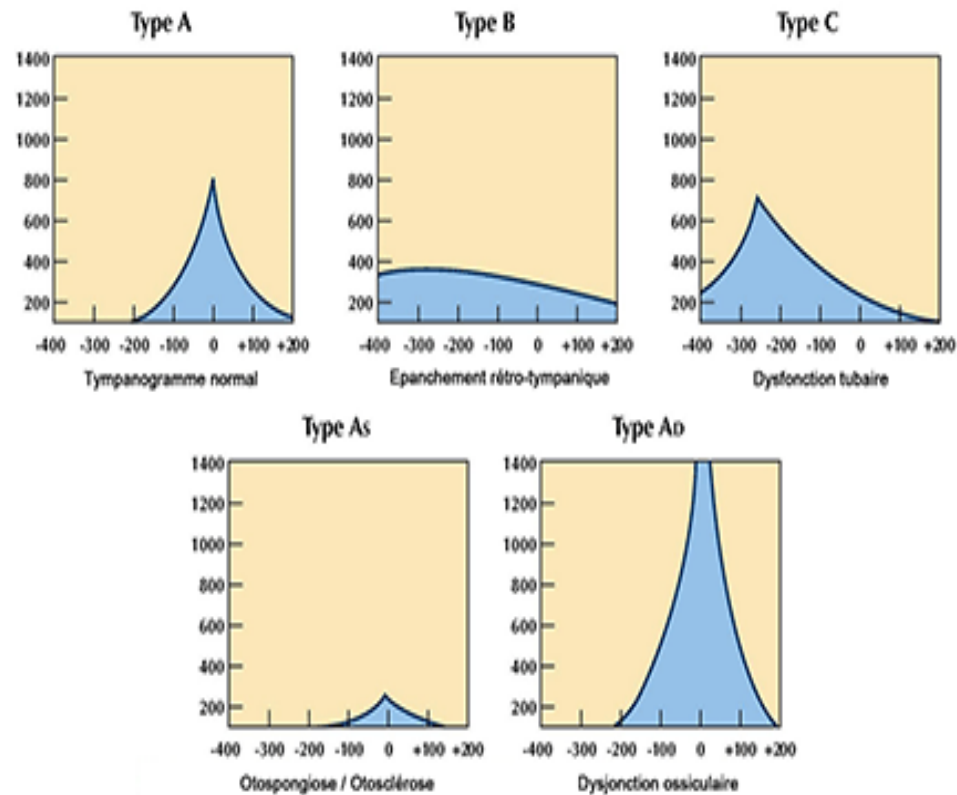 Type A
1400
1200
1000
800
600
400
200
-400 -300 -200 -100 0 +100 +200
Tympanogramme normal
Type B
1400
1200
1000
800
600
400
200
-400 -300 -200 -100 0 +100 +200
Epanchement rétro-tympanique
Type C
1400
1200
1000
800
600
400
200
-400 -300 -200 -100 0 +100 +200
Dysfonction tubaire
Type As
1400
1200
1000
800
600
400
200
-400 -300 -200 -100 0 +100 +200
Otospongiose / Otosclérose
Type AD
1400
1200
1000
800
600
400
200
-400 -300 -200 -100 0 +100 +200
Dysjonction ossiculaire